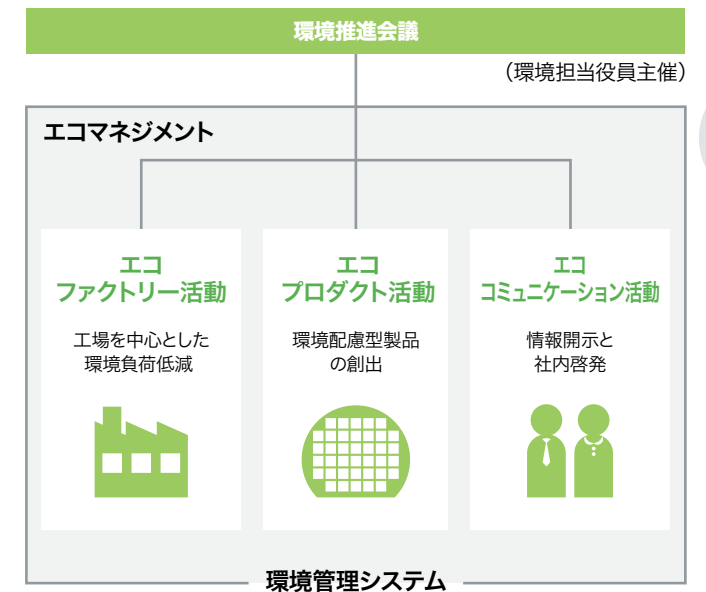 環境推進会議
（環境担当役員主催）
エコマネジメント
エコ
ファクトリー活動
工場を中心とした
環境負荷低減
エコ
プロダクト活動
環境配慮型製品
の創出
エコ
コミュニケーション活動
情報開示と
社内啓発
環境管理システム